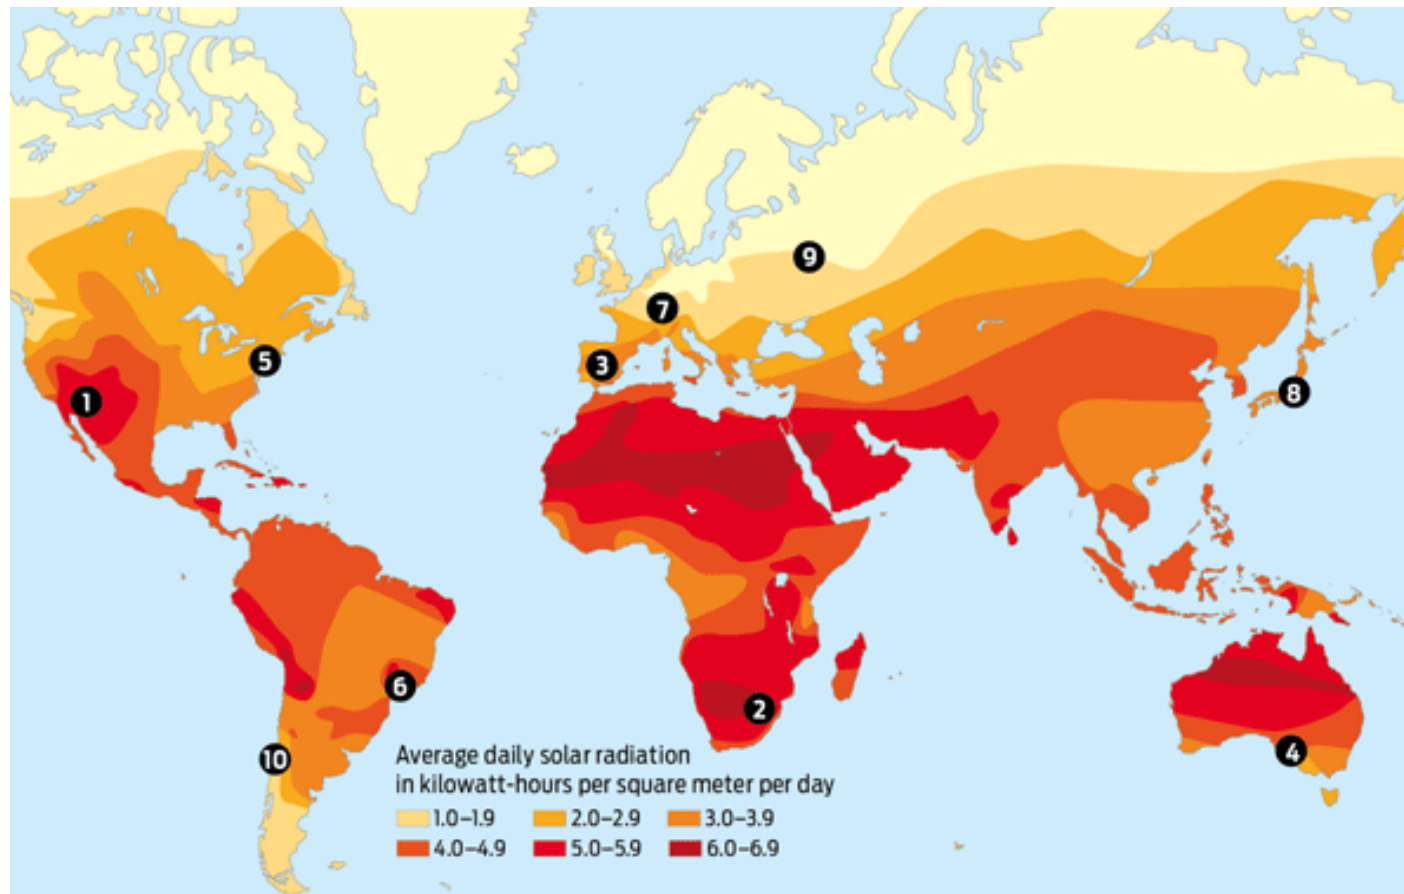 9
7
5
3
1
8
6
2
4
10
Average daily solar radiation
in kilowatt-hours per square meter per day
1.0–1.9 2.0–2.9 3.0–3.9
4.0–4.9 5.0–5.9 6.0–6.9